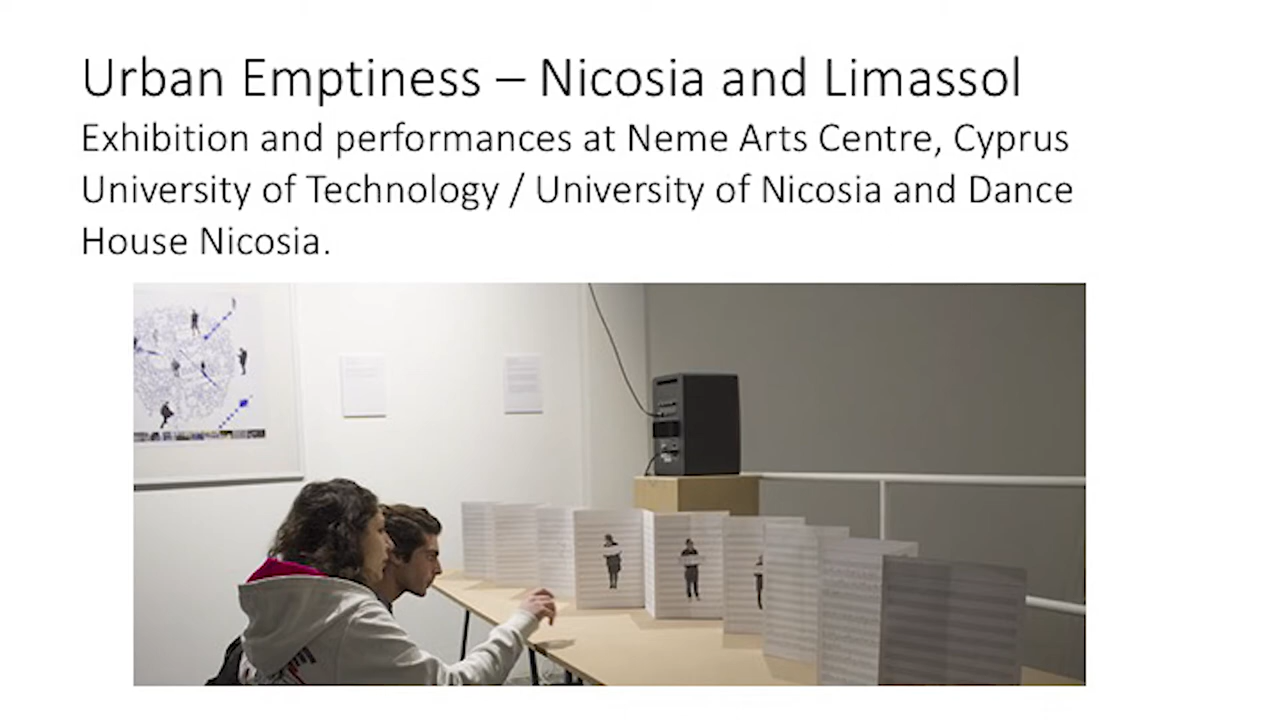 Urban Emptiness – Nicosia and Limassol
Exhibition and performances at Neme Arts Centre, Cyprus
University of Technology / University of Nicosia and Dance
House Nicosia.